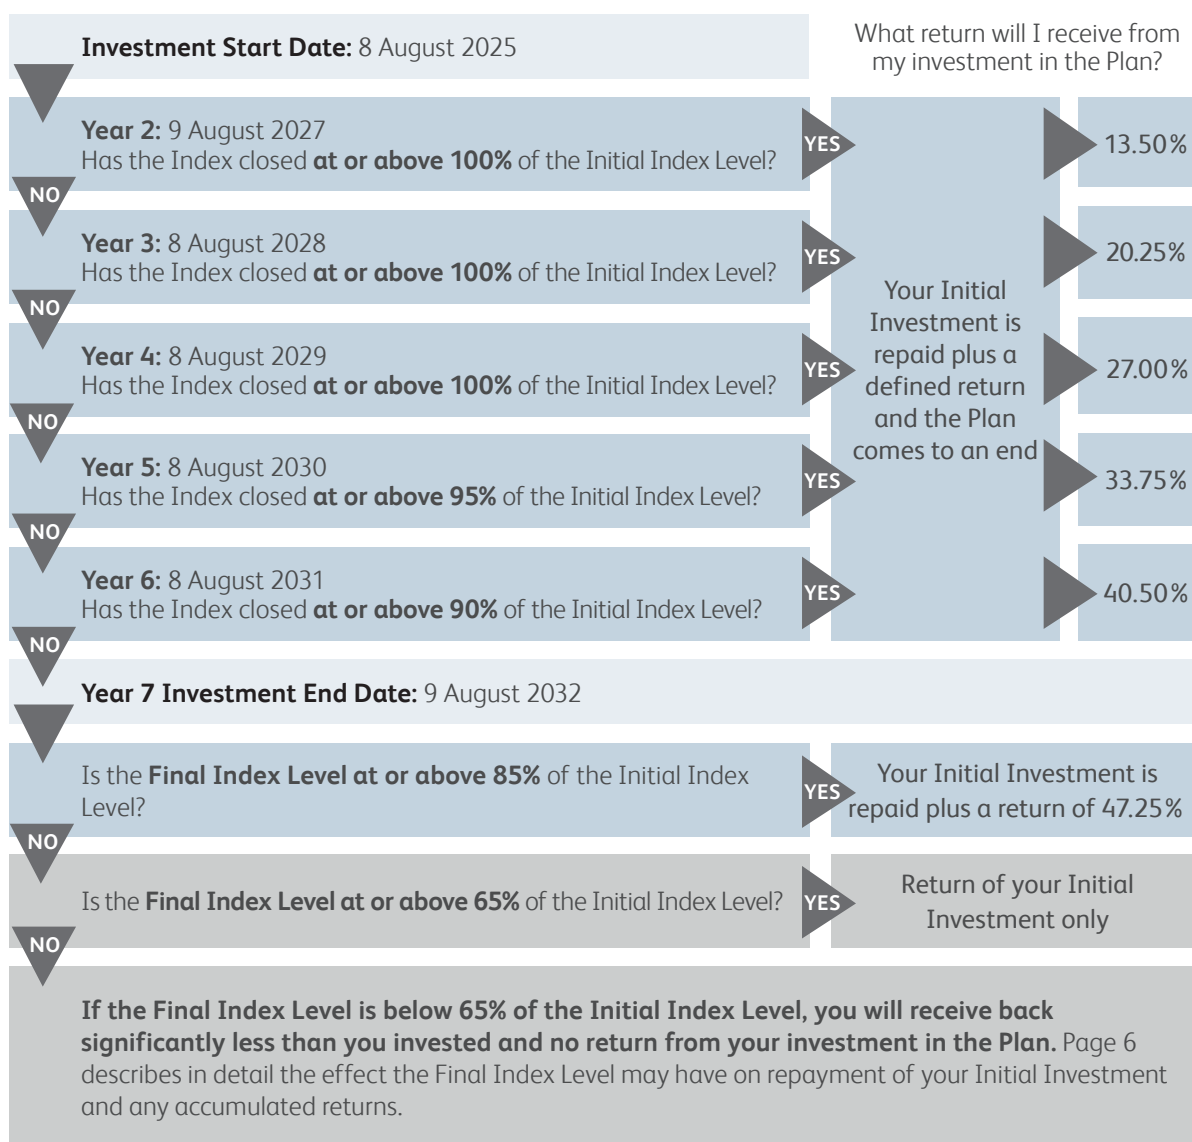 Investment Start Date: 8 August 2025
What return will I receive from
my investment in the Plan?
Year 2: 9 August 2027
Has the Index closed at or above 100% of the Initial Index Level?
YES
13.50%
NO
Year 3: 8 August 2028
Has the Index closed at or above 100% of the Initial Index Level?
YES
20.25%
NO
Year 4: 8 August 2029
Has the Index closed at or above 100% of the Initial Index Level?
YES
27.00%
NO
Year 5: 8 August 2030
Has the Index closed at or above 95% of the Initial Index Level?
YES
33.75%
NO
Year 6: 8 August 2031
Has the Index closed at or above 90% of the Initial Index Level?
YES
40.50%
NO
Your Initial
Investment is
repaid plus a
defined return
and the Plan
comes to an end
Year 7 Investment End Date: 9 August 2032
Is the Final Index Level at or above 85% of the Initial Index
Level?
YES
Your Initial Investment is
repaid plus a return of 47.25%
NO
Is the Final Index Level at or above 65% of the Initial Index Level?
YES
Return of your Initial
Investment only
NO
If the Final Index Level is below 65% of the Initial Index Level, you will receive back
significantly less than you invested and no return from your investment in the Plan. Page 6
describes in detail the effect the Final Index Level may have on repayment of your Initial Investment
and any accumulated returns.